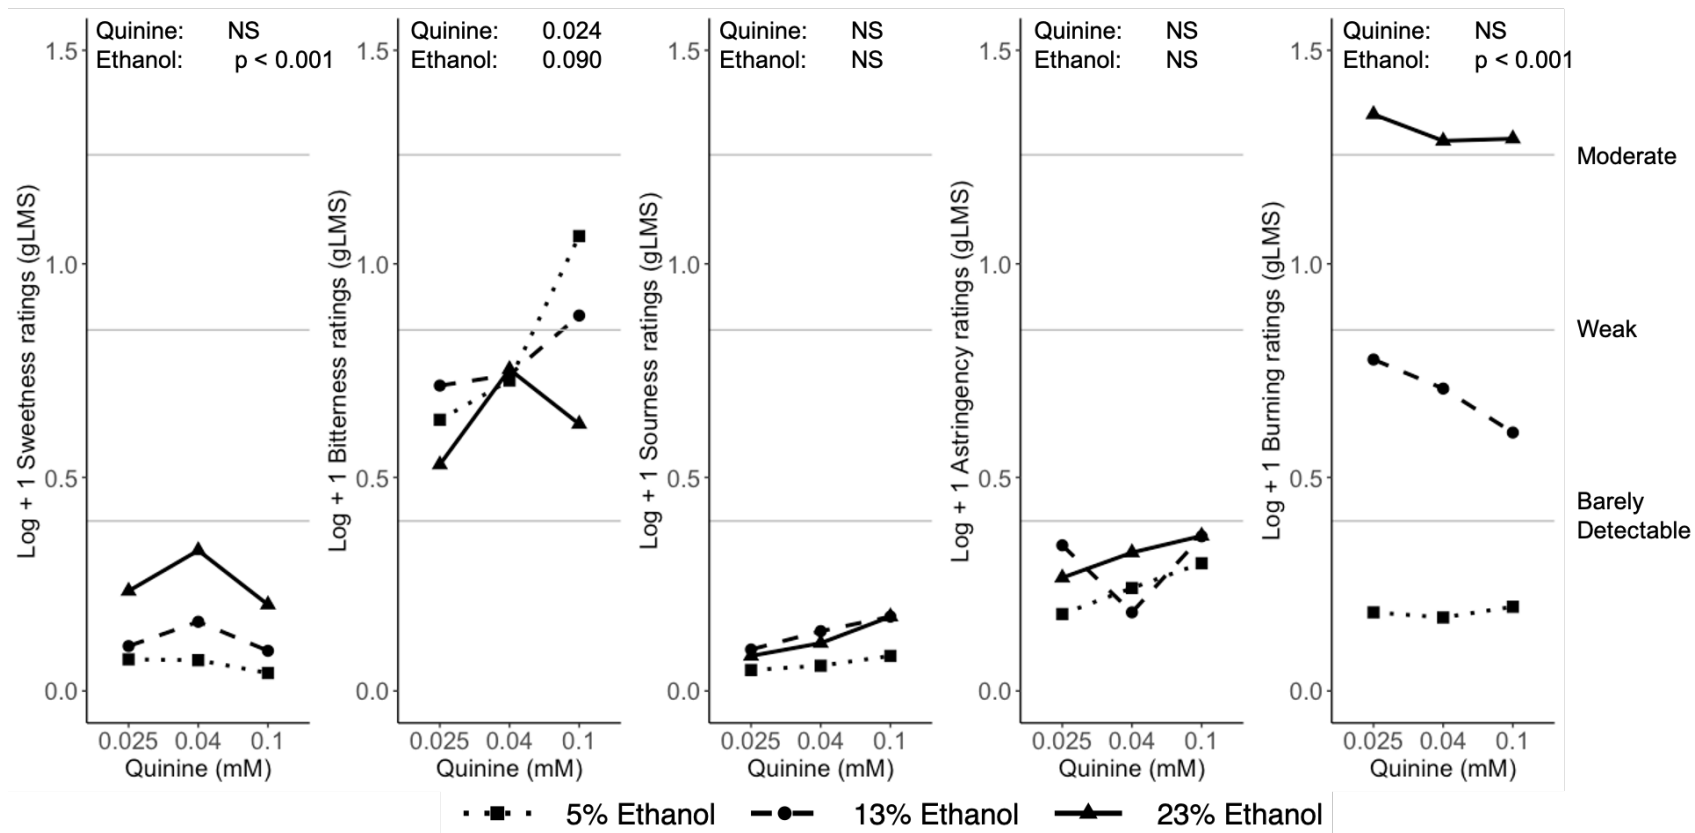 Quinine: NS
Ethanol: p < 0.001
Quinine: 0.024
Ethanol: 0.090
Quinine: NS
Ethanol: NS
Quinine: NS
Ethanol: NS
Quinine: NS
Ethanol: p < 0.001
Log + 1 Sweetness ratings (gLMS)
1.5
1.0
0.5
0.0
0.025 0.04 0.1
Quinine (mM)
Log + 1 Bitterness ratings (gLMS)
1.5
1.0
0.5
0.0
0.025 0.04 0.1
Quinine (mM)
Log + 1 Sourness ratings (gLMS)
1.5
1.0
0.5
0.0
0.025 0.04 0.1
Quinine (mM)
Log + 1 Astringency ratings (gLMS)
1.5
1.0
0.5
0.0
0.025 0.04 0.1
Quinine (mM)
Log + 1 Burning ratings (gLMS)
1.5
1.0
0.5
0.0
0.025 0.04 0.1
Quinine (mM)
Moderate
Weak
Barely
Detectable
5% Ethanol 13% Ethanol 23% Ethanol